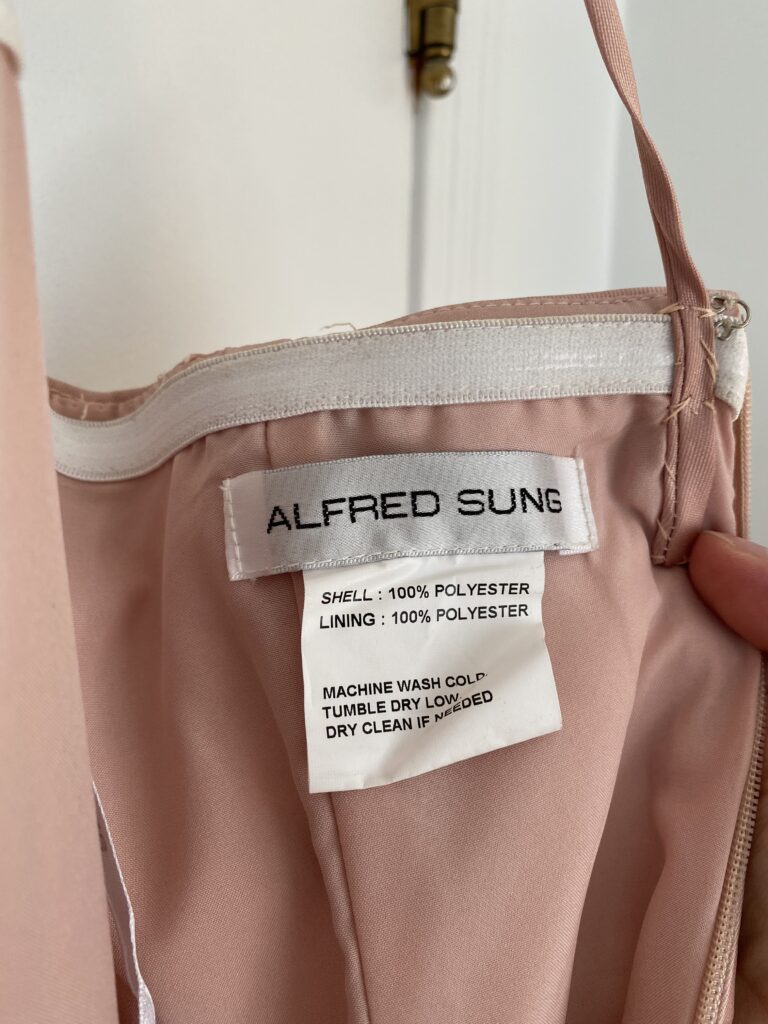 ALFRED SUNG
SHELL : 100% POLYESTER
LINING : 100% POLYESTER
MACHINE WASH COLD
TUMBLE DRY LOW
DRY CLEAN IF NEEDED